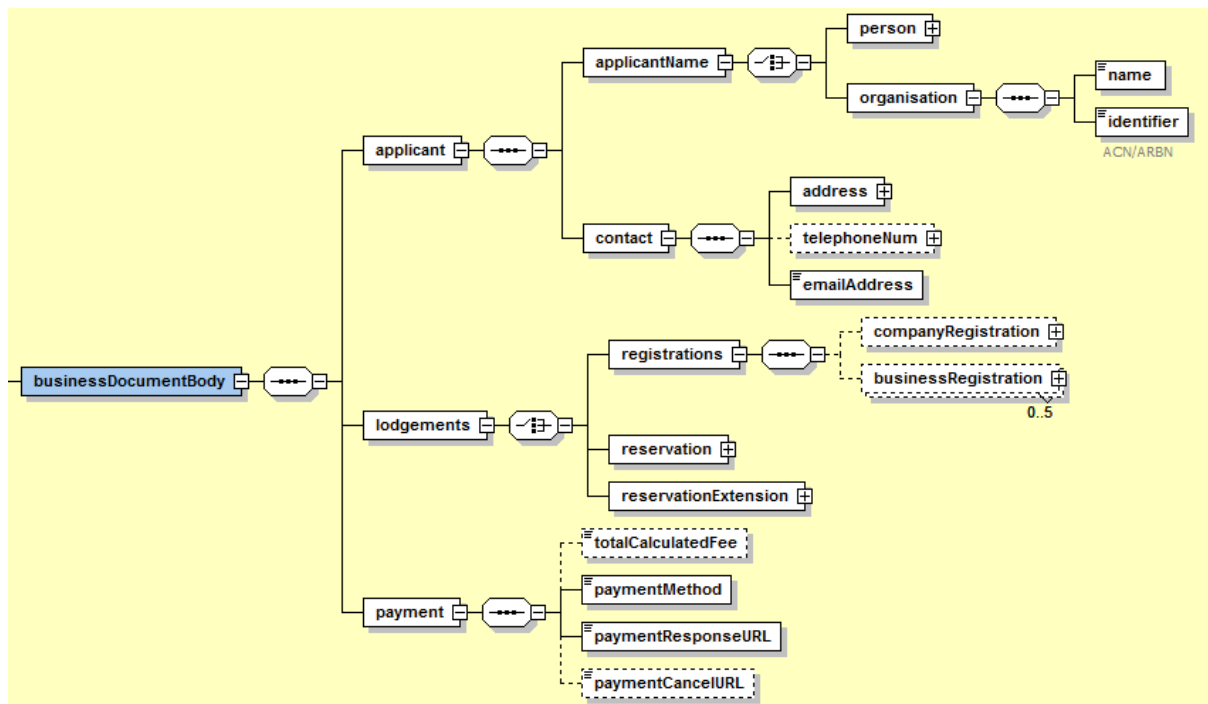 person
applicantName
organisation
name
identifier
ACN/ARBN
applicant
address
contact
telephoneNum
emailAddress
companyRegistration
registrations
businessRegistration
0..5
businessDocumentBody
lodgements
reservation
reservationExtension
totalCalculatedFee
paymentMethod
payment
paymentResponseURL
paymentCancelURL